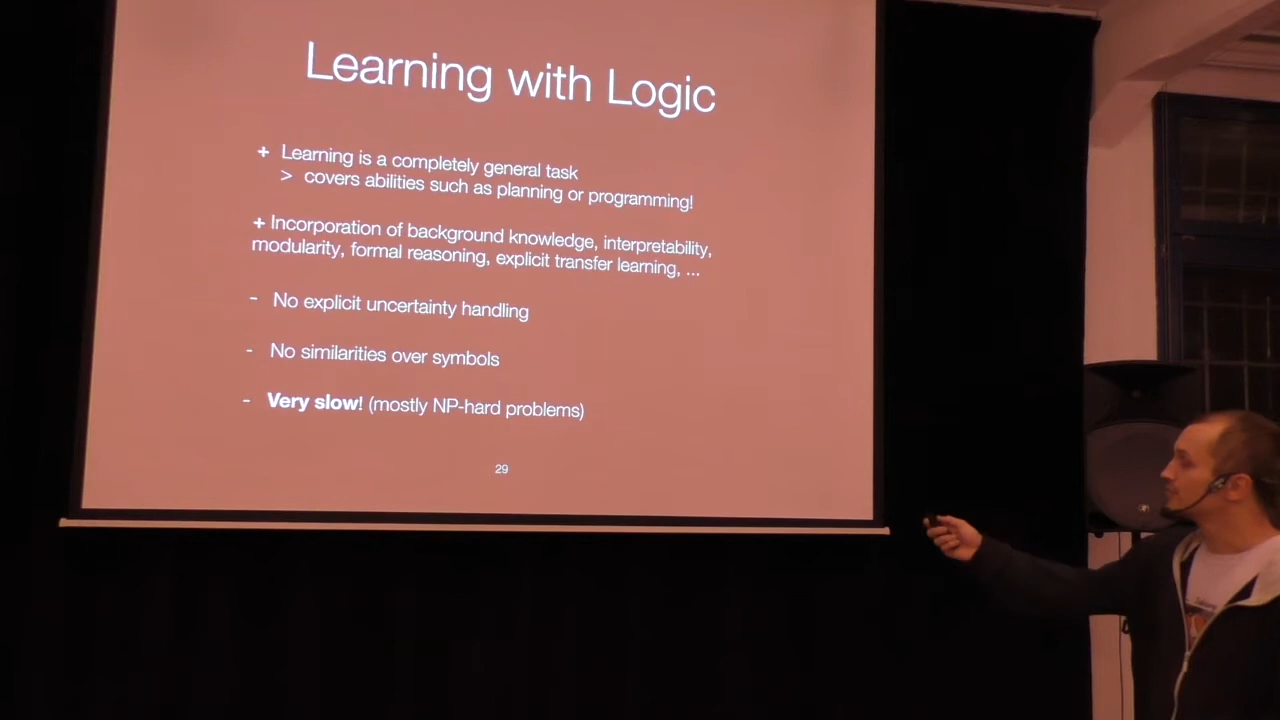 Learning with Logic
+ Learning is a completely general task
> covers abilities such as planning or programming!
+ Incorporation of background knowledge, interpretability,
modularity, formal reasoning, explicit transfer learning, ...
- No explicit uncertainty handling
- No similarities over symbols
- Very slow! (mostly NP-hard problems)
29